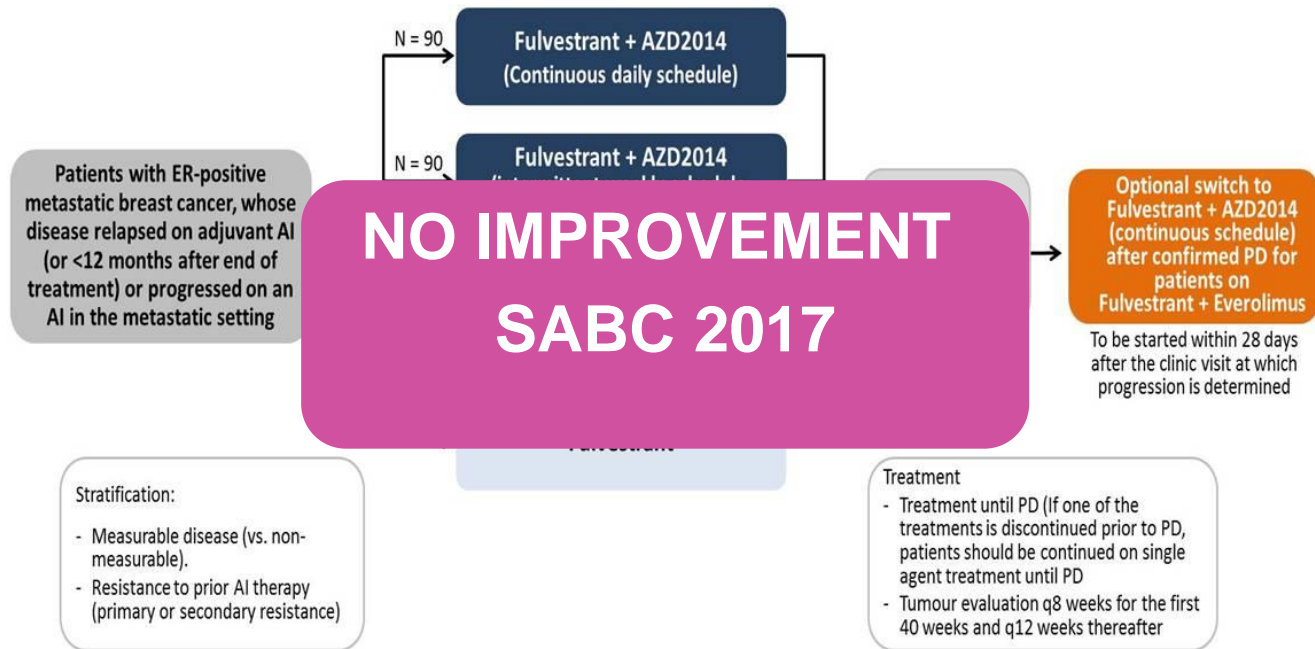 N = 90
Fulvestrant + AZD2014
(Continuous daily schedule)
N = 90
Fulvestrant + AZD2014
Patients with ER-positive
metastatic breast cancer, whose
disease relapsed on adjuvant AI
(or <12 months after end of
treatment) or progressed on an
AI in the metastatic setting
NO IMPROVEMENT
SABC 2017
Optional switch to
Fulvestrant + AZD2014
(continuous schedule)
after confirmed PD for
patients on
Fulvestrant + Everolimus
To be started within 28 days
after the clinic visit at which
progression is determined
Stratification:
- Measurable disease (vs. non-
measurable).
- Resistance to prior AI therapy
(primary or secondary resistance)
Treatment
- Treatment until PD (If one of the
treatments is discontinued prior to PD,
patients should be continued on single
agent treatment until PD
- Tumour evaluation q8 weeks for the first
40 weeks and q12 weeks thereafter